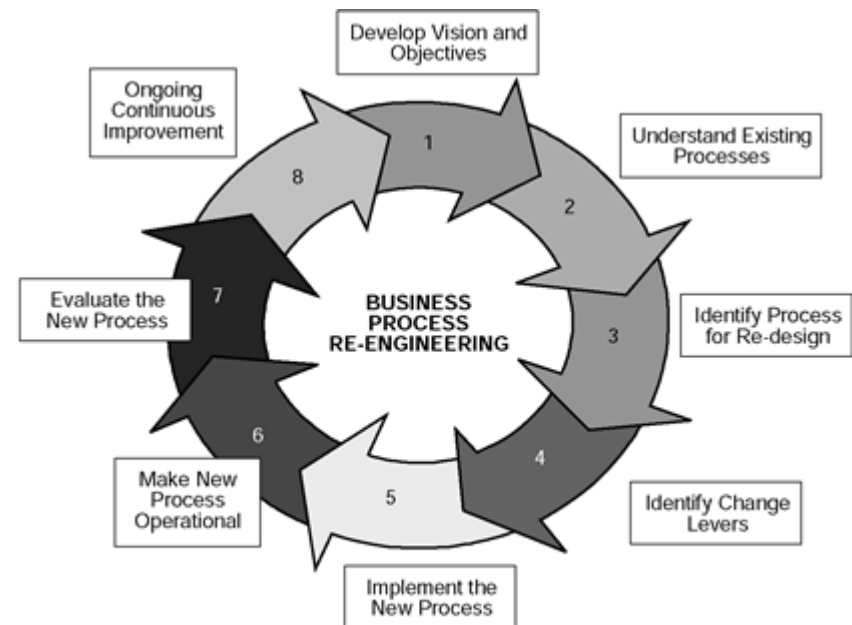 Develop Vision and
Objectives
1
Understand Existing
Processes
2
Identify Process
for Re-design
3
Identify Change
Levers
4
Implement the
New Process
5
Make New
Process
Operational
6
Evaluate the
New Process
7
Ongoing
Continuous
Improvement
8
BUSINESS
PROCESS
RE-ENGINEERING